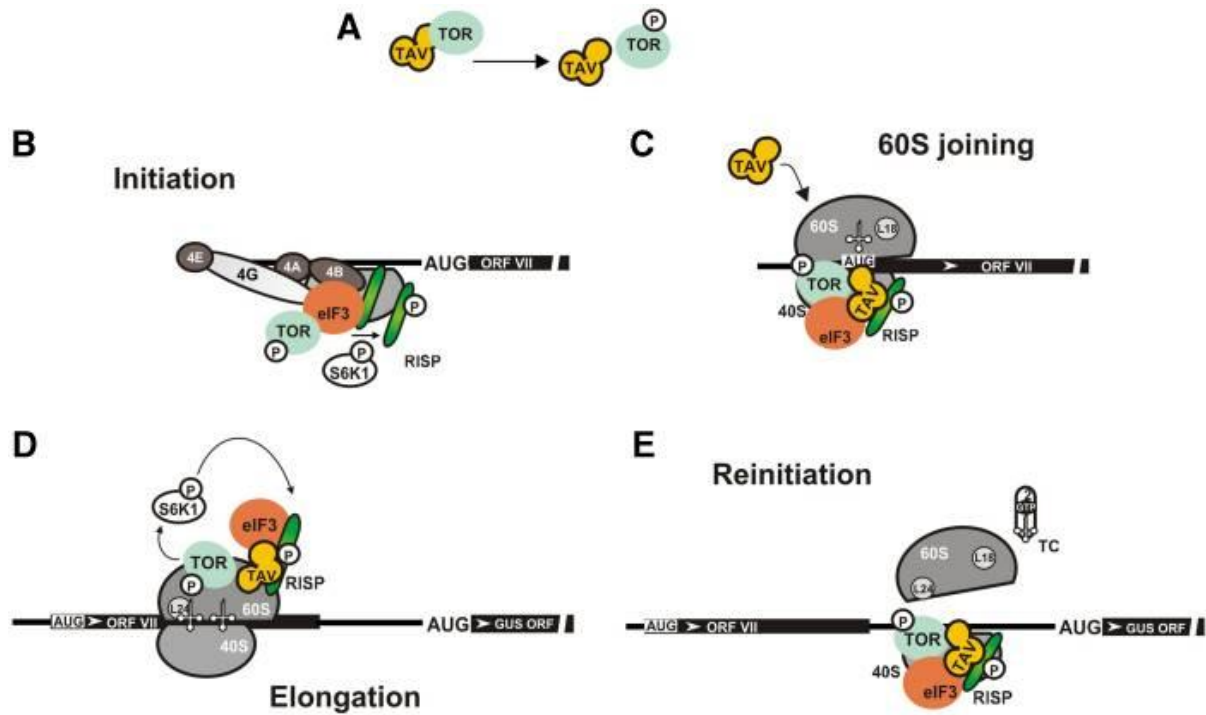 A
TAV
TOR
TAV
P
TOR
B
Initiation
4E
4G
4A
4B
eIF3
TOR
P
P
S6K1
P
RISP
AUG
ORF VII
C
60S joining
TAV
60S
L18
P
AUG
ORF VII
TOR
TAV
P
40S
eIF3
RISP
D
P
S6K1
eIF3
TOR
P
P
TAV
RISP
L24
60S
AUG
ORF VII
40S
AUG
GUS ORF
Elongation
E
Reinitiation
2
GTP
TC
60S
L18
L24
P
AUG
ORF VII
TOR
AUG
GUS ORF
TAV
P
40S
eIF3
RISP